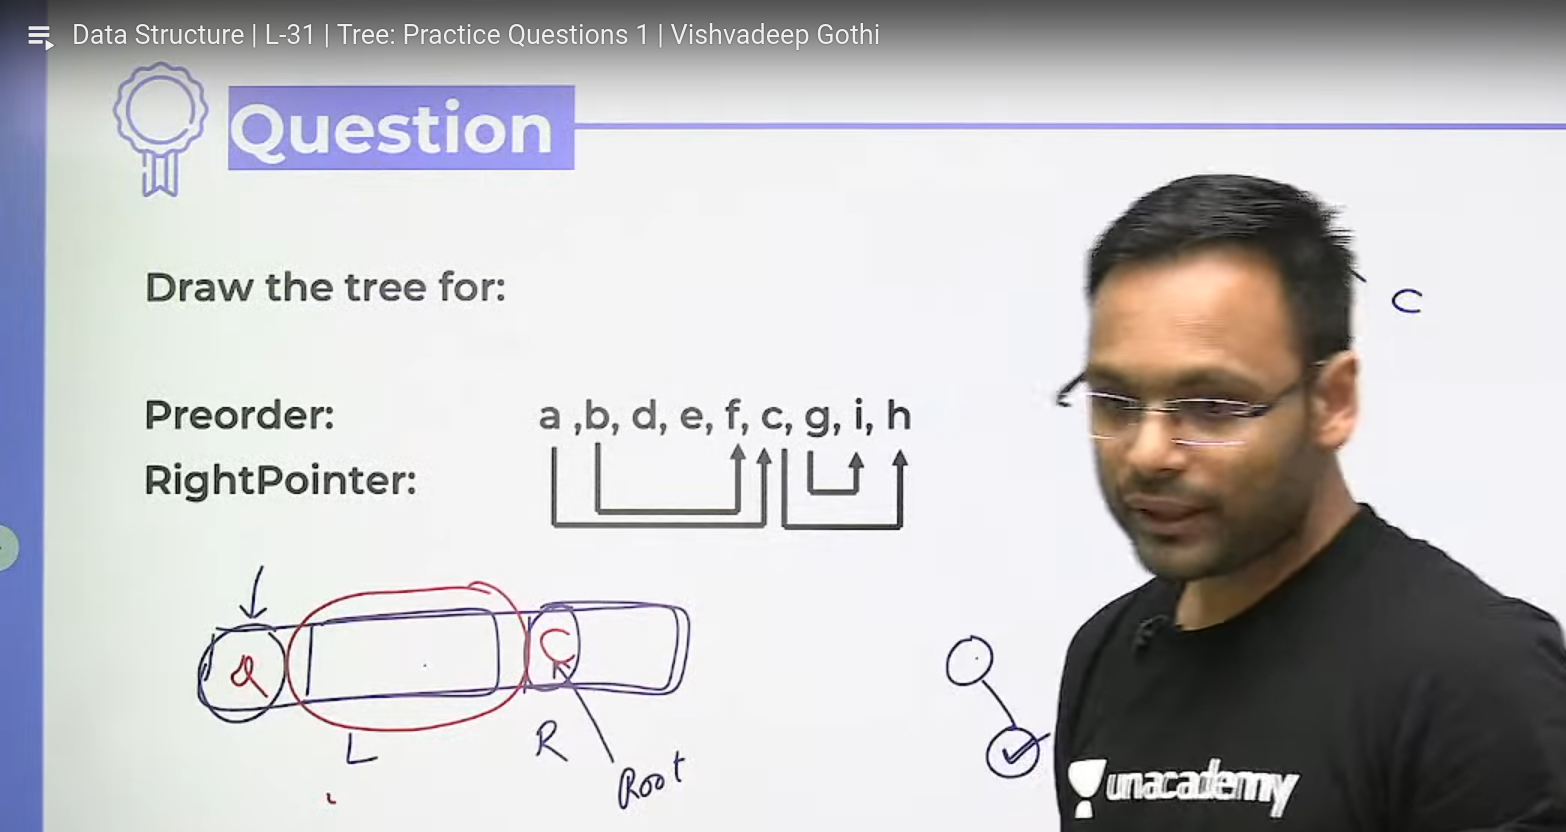 Data Structure | L-31 | Tree: Practice Questions 1 | Vishvadeep Gothi
Question
Draw the tree for:
C
Preorder: a ,b, d, e, f, c, g, i, h
RightPointer:
a C
L R
Root
unacademy